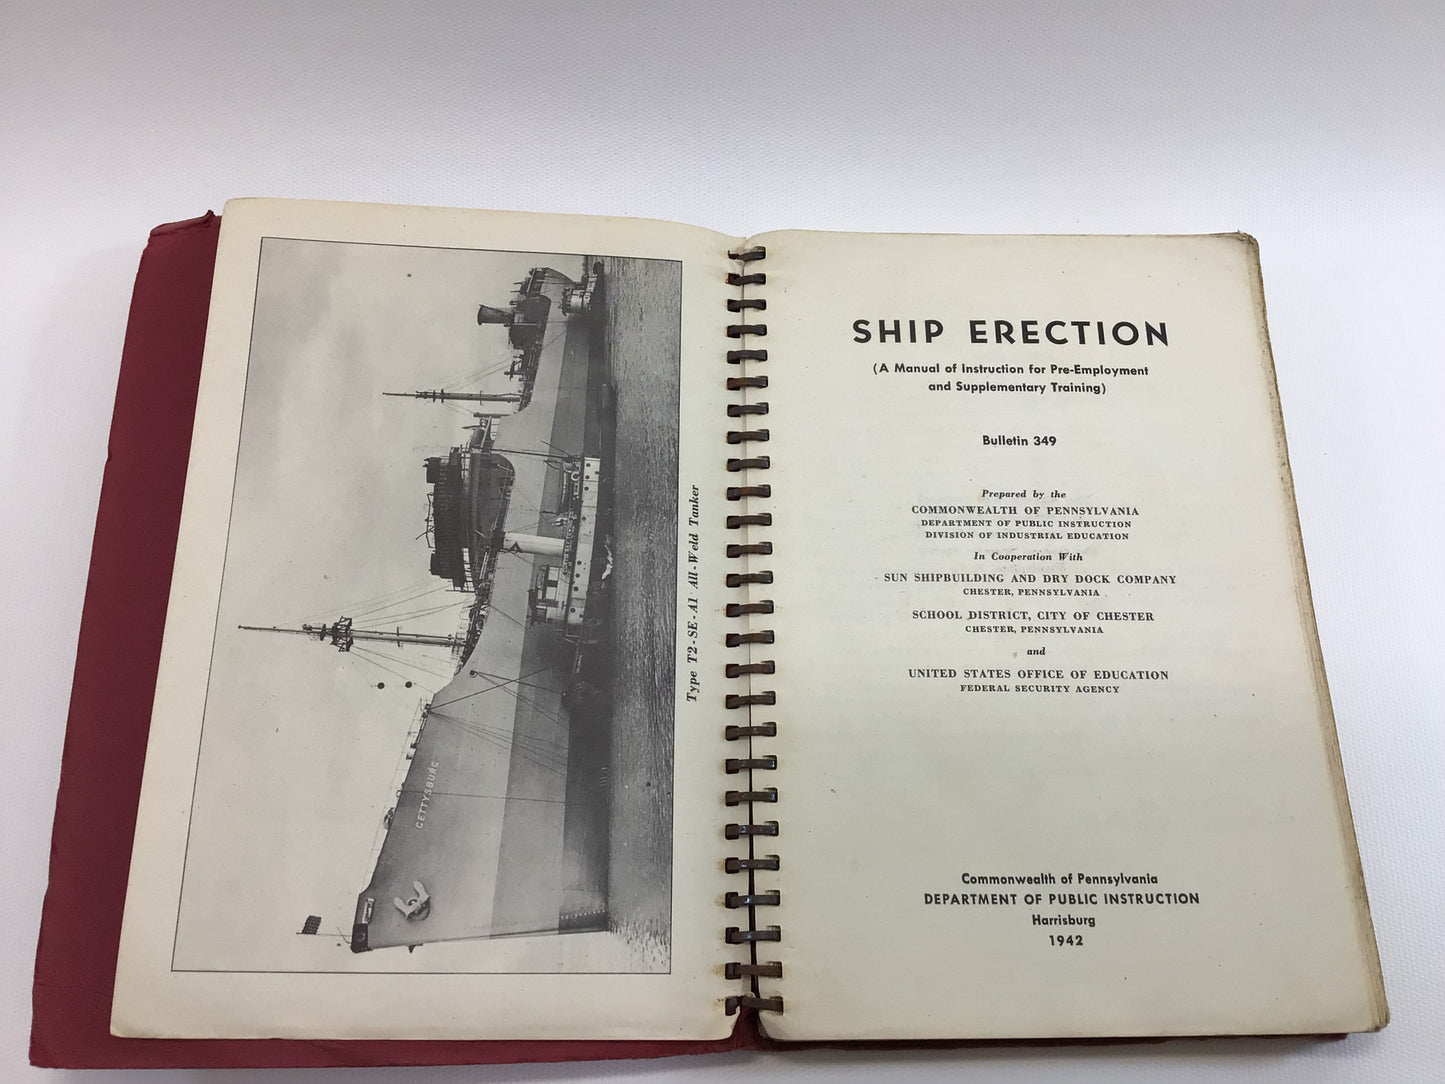 GETTYSBURG
Type T2-SE-A1 All-Weld Tanker
SHIP ERECTION
(A Manual of Instruction for Pre-Employment
and Supplementary Training)
Bulletin 349
Prepared by the
COMMONWEALTH OF PENNSYLVANIA
DEPARTMENT OF PUBLIC INSTRUCTION
DIVISION OF INDUSTRIAL EDUCATION
In Cooperation With
SUN SHIPBUILDING AND DRY DOCK COMPANY
CHESTER, PENNSYLVANIA
SCHOOL DISTRICT, CITY OF CHESTER
CHESTER, PENNSYLVANIA
and
UNITED STATES OFFICE OF EDUCATION
FEDERAL SECURITY AGENCY
Commonwealth of Pennsylvania
DEPARTMENT OF PUBLIC INSTRUCTION
Harrisburg
1942